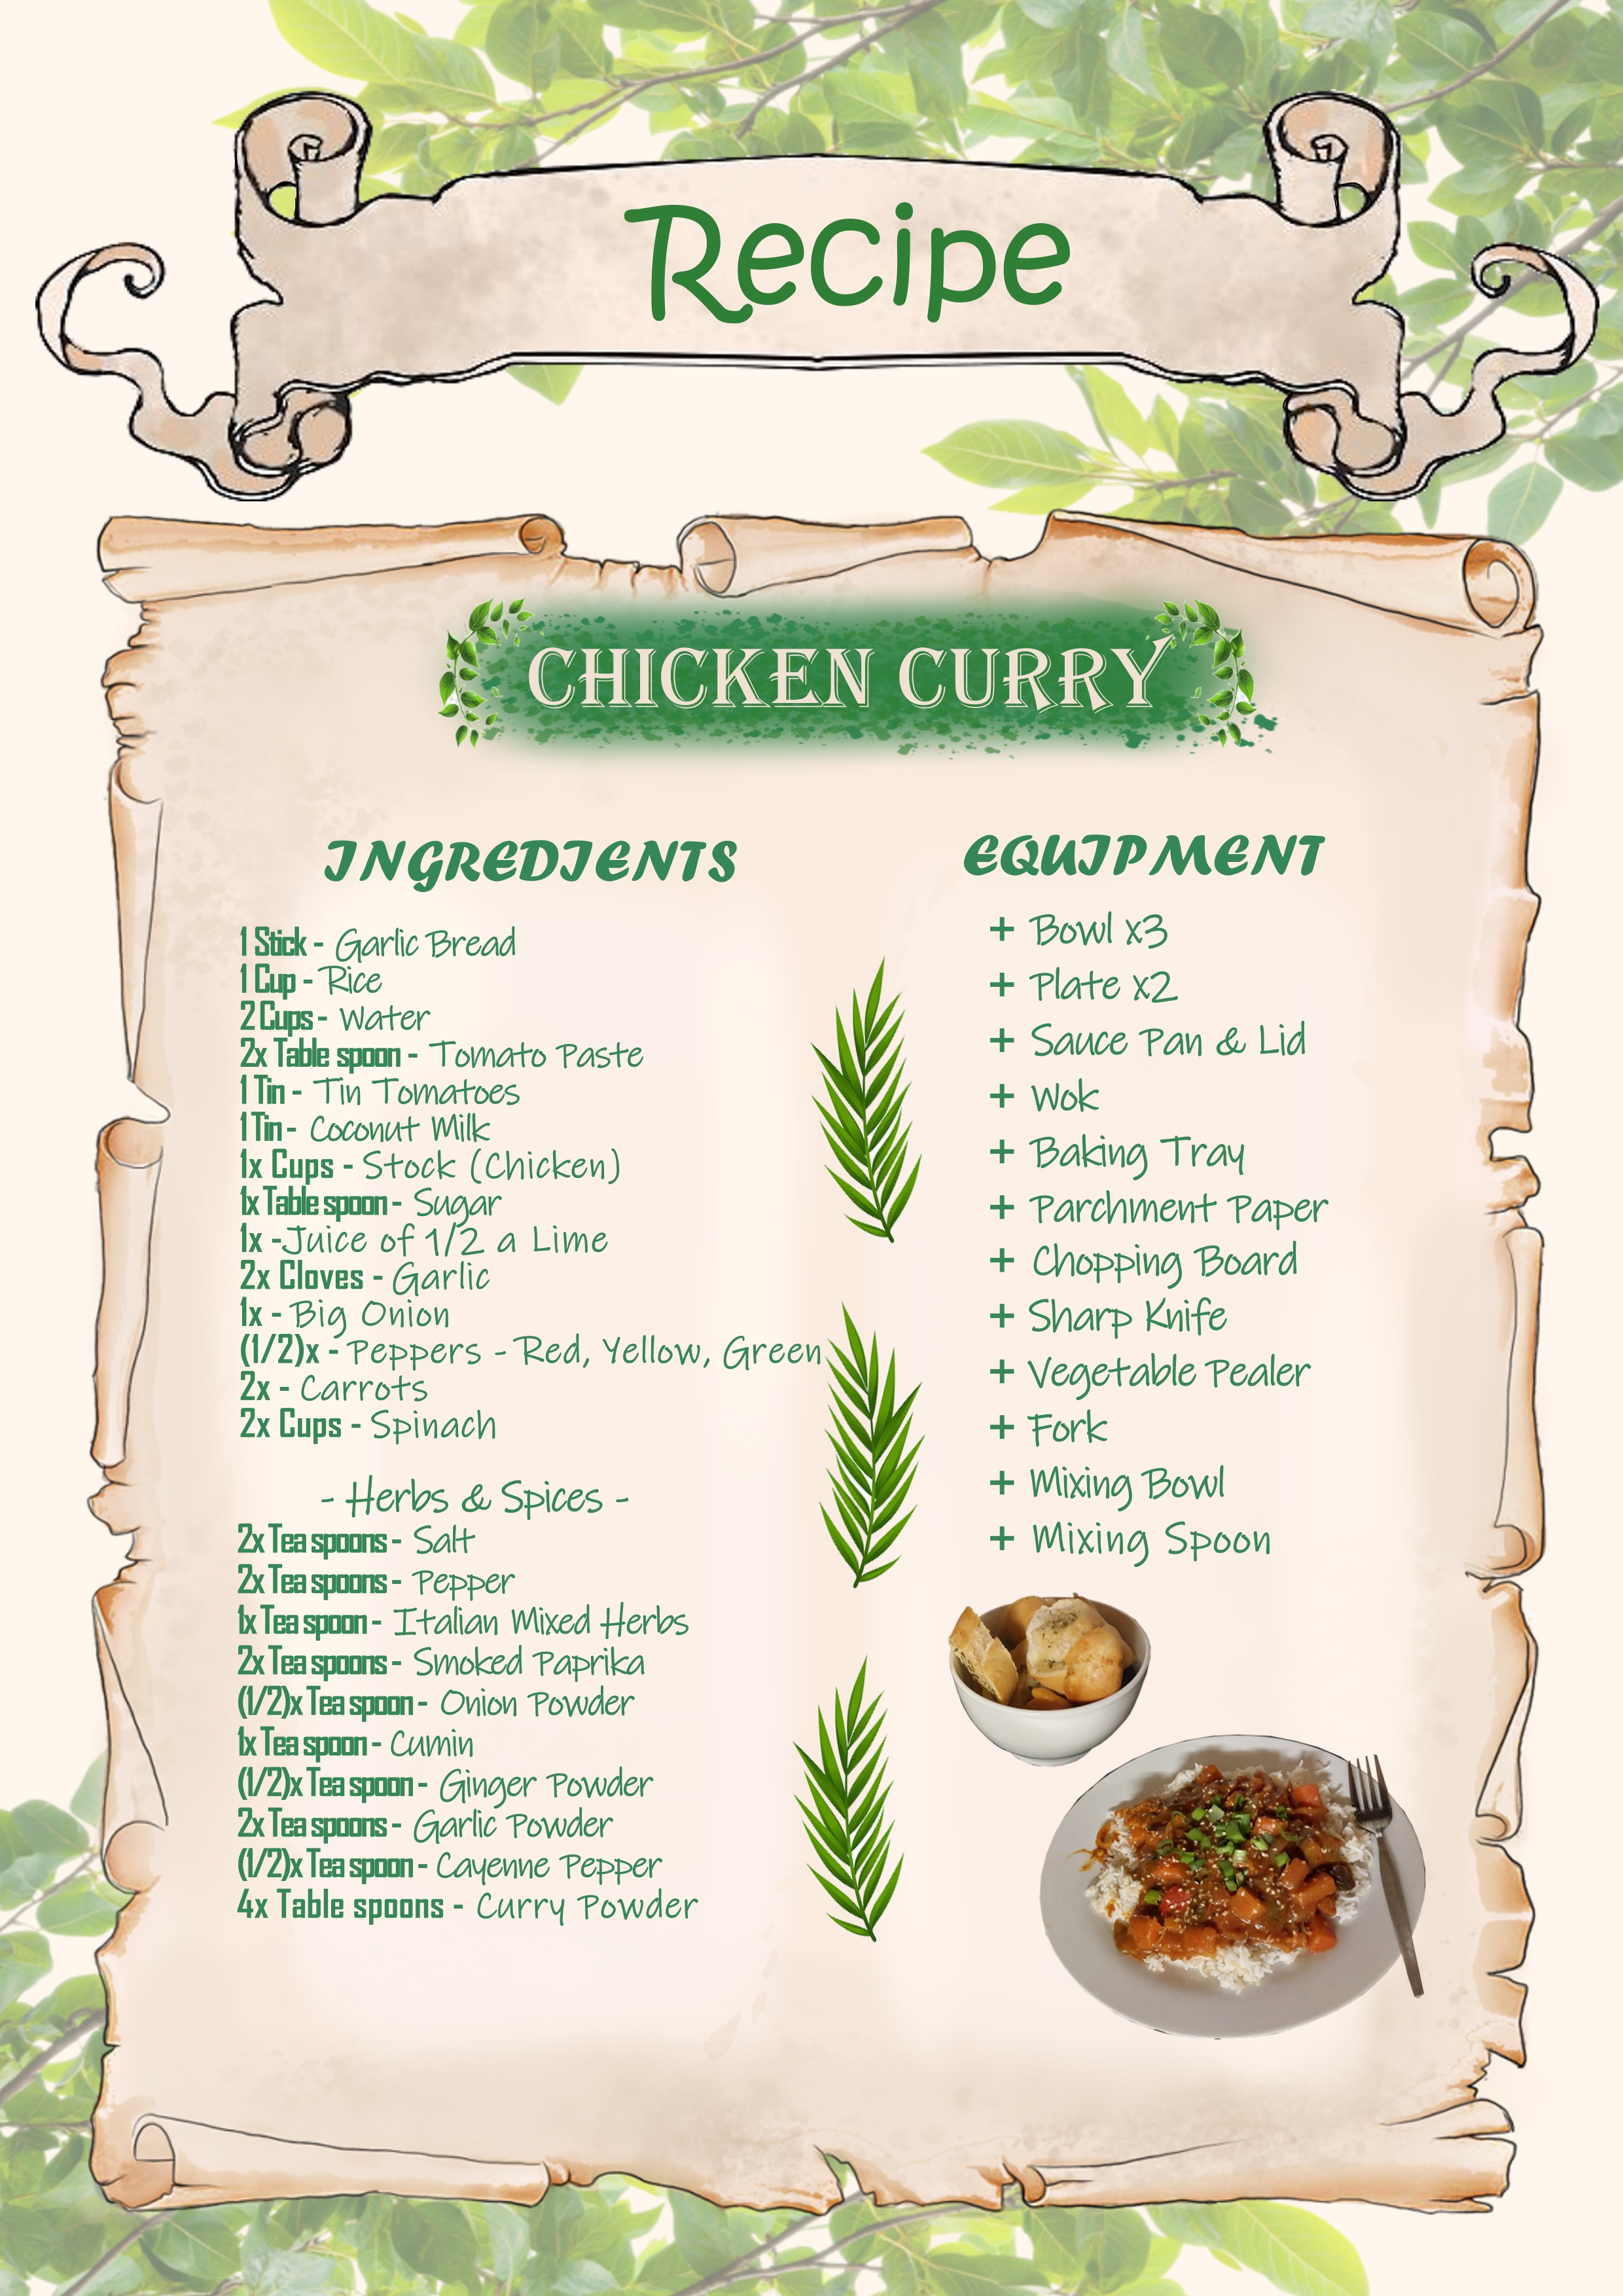 Recipe
CHICKEN CURRY
INGREDIENTS
1 Stick - Garlic Bread
1 Cup - Rice
2 Cups - Water
2x Table spoon - Tomato Paste
1 Tin - Tin Tomatoes
1 Tin - Coconut Milk
1x Cups - Stock (Chicken)
1x Table spoon - Sugar
1x -Juice of 1/2 a Lime
2x Cloves - Garlic
1x - Big Onion
(1/2)x - Peppers - Red, Yellow, Green
2x - Carrots
2x Cups - Spinach
- Herbs & Spices -
2x Tea spoons - Salt
2x Tea spoons - Pepper
1x Tea spoon - Italian Mixed Herbs
2x Tea spoons - Smoked Paprika
(1/2)x Tea spoon - Onion Powder
1x Tea spoon - Cumin
(1/2)x Tea spoon - Ginger Powder
2x Tea spoons - Garlic Powder
(1/2)x Tea spoon - Cayenne Pepper
4x Table spoons - Curry Powder
EQUIPMENT
+ Bowl x3
+ Plate x2
+ Sauce Pan & Lid
+ Wok
+ Baking Tray
+ Parchment Paper
+ Chopping Board
+ Sharp Knife
+ Vegetable Pealer
+ Fork
+ Mixing Bowl
+ Mixing Spoon